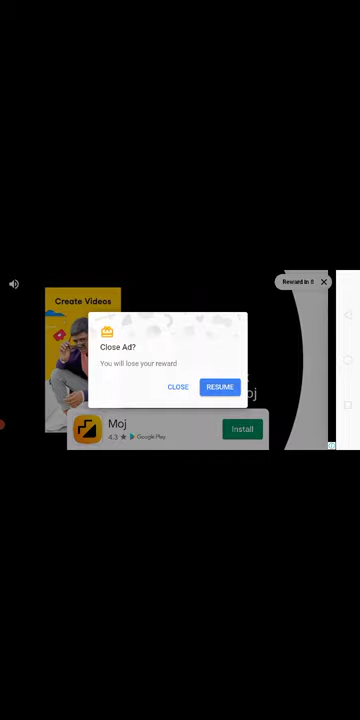 Create Videos
Reward in 8
Close Ad?
You will lose your reward
CLOSE
RESUME
oj
Moj
4.3 ★ Google Play
Install